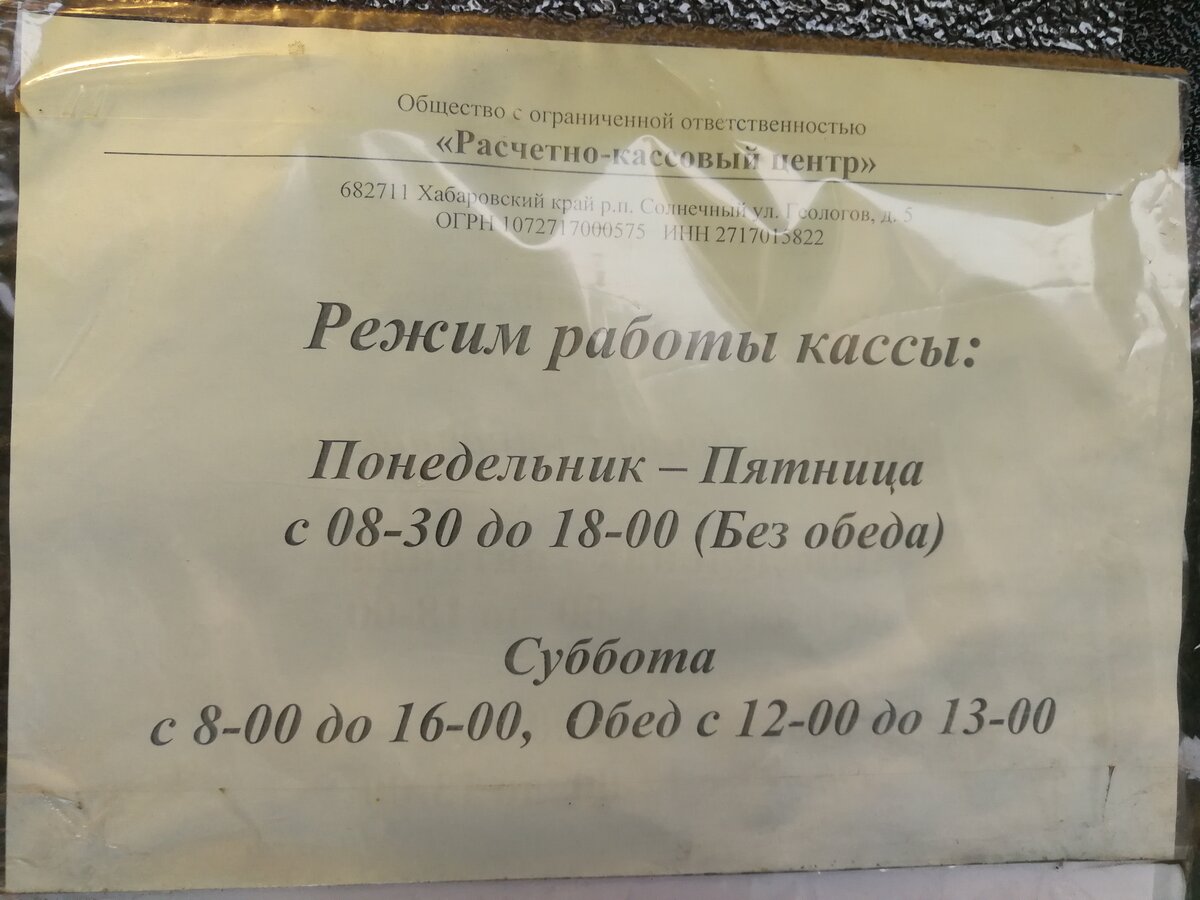 Общество с ограниченной ответственностью
«Расчетно-кассовый центр»
682711 Хабаровский край р.п. Солнечный ул. Геологов, д. 5
ОГРН 1072717000575 ИНН 2717015822
Режим работы кассы:
Понедельник – Пятница
с 08-30 до 18-00 (Без обеда)
Суббота
с 8-00 до 16-00, Обед с 12-00 до 13-00